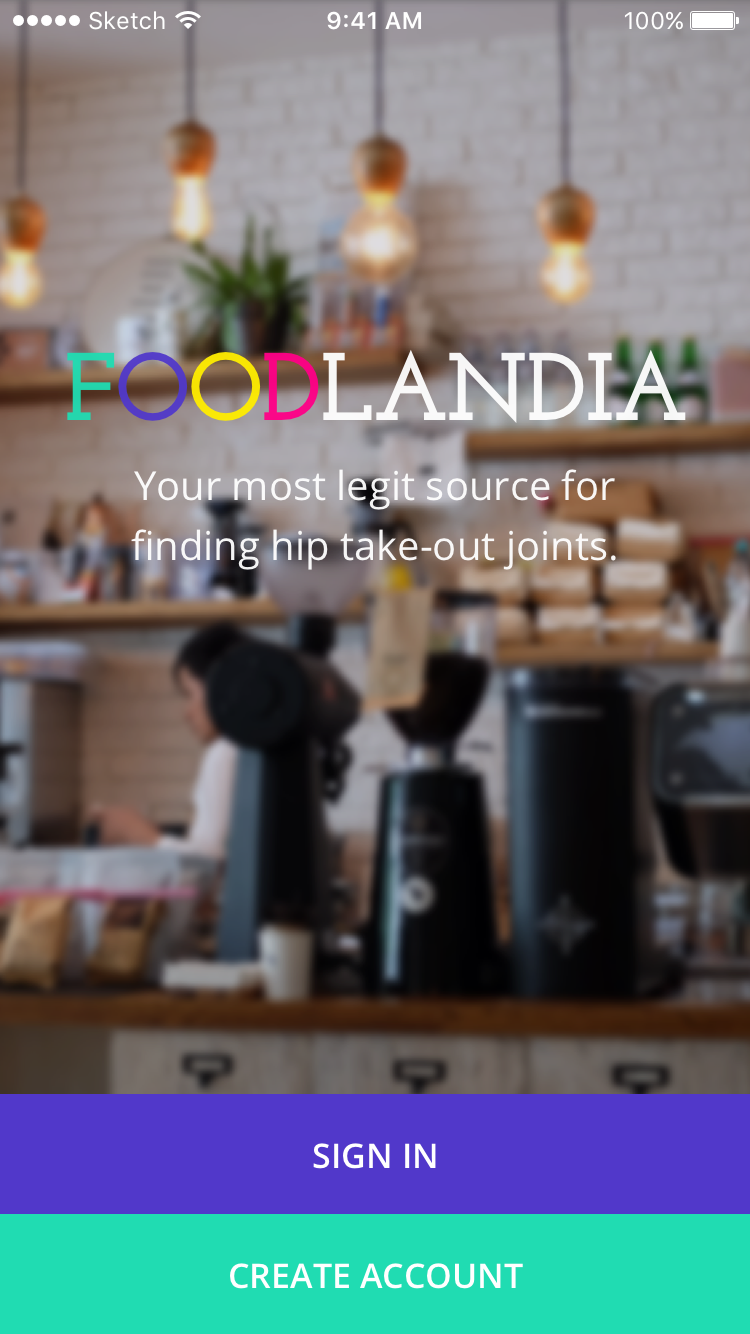 Sketch 9:41 AM 100%
FOODLANDIA
Your most legit source for
finding hip take-out joints.
SIGN IN
CREATE ACCOUNT